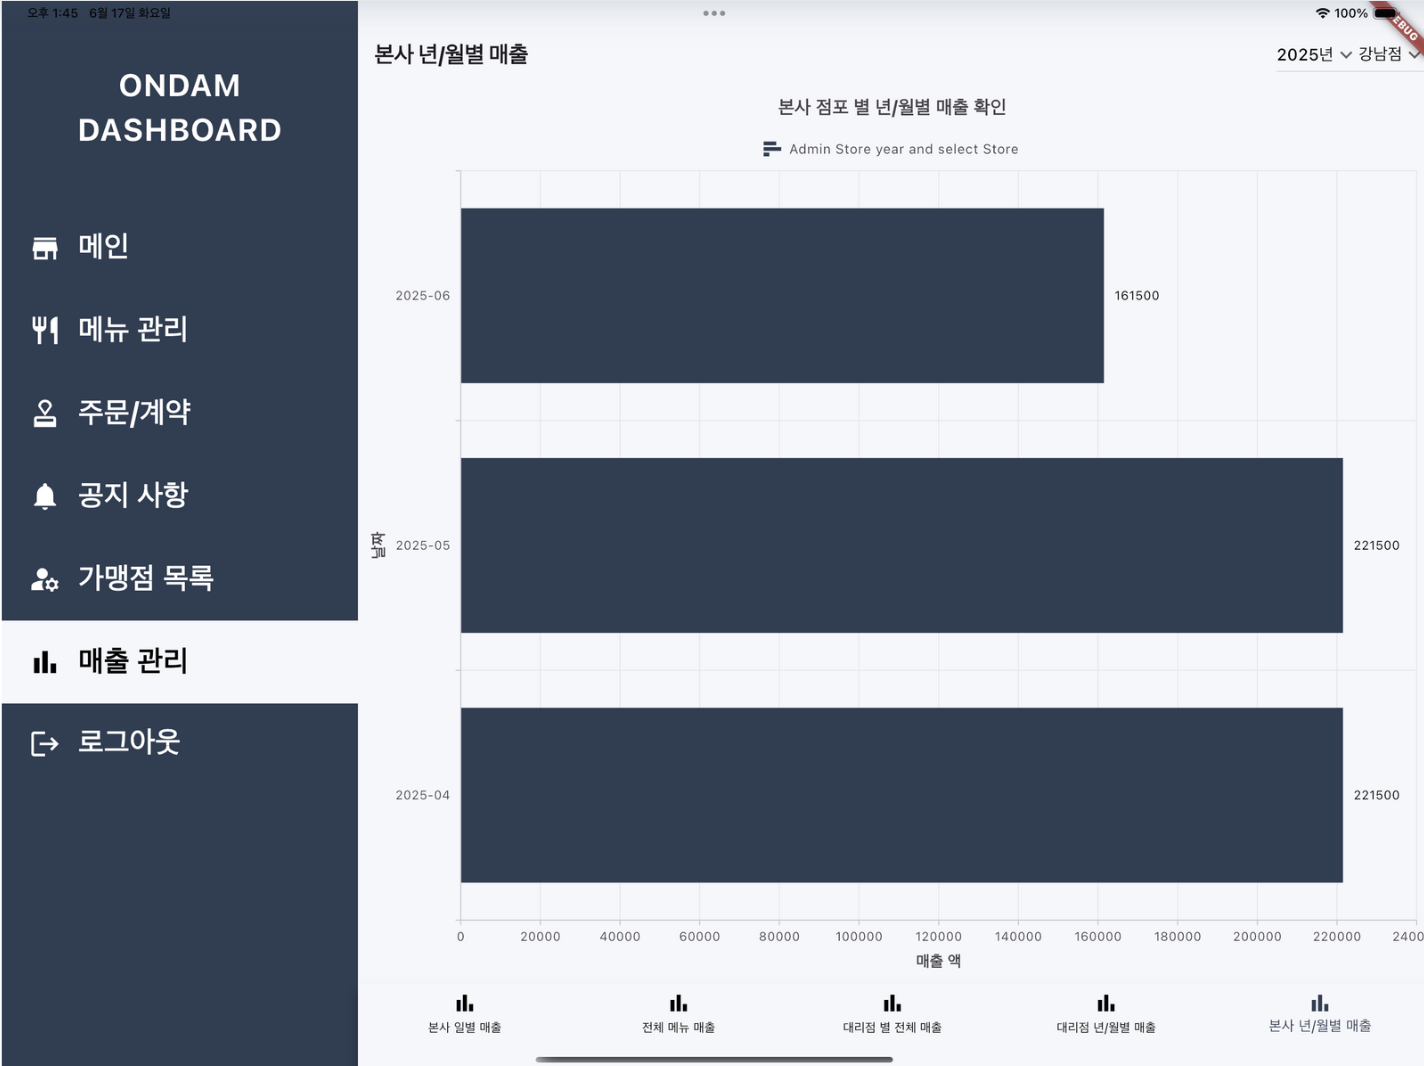 오후 1:45 6월 17일 화요일
100%
EBUG
ONDAM
DASHBOARD
메인
메뉴 관리
주문/계약
공지 사항
가맹점 목록
매출 관리
로그아웃
본사 년/월별 매출
2025년 강남점
본사 점포 별 년/월별 매출 확인
Admin Store year and select Store
2025-06
161500
날짜
2025-05
221500
2025-04
221500
0 20000 40000 60000 80000 100000 120000 140000 160000 180000 200000 220000 2400
매출 액
본사 일별 매출
전체 메뉴 매출
대리점 별 전체 매출
대리점 년/월별 매출
본사 년/월별 매출